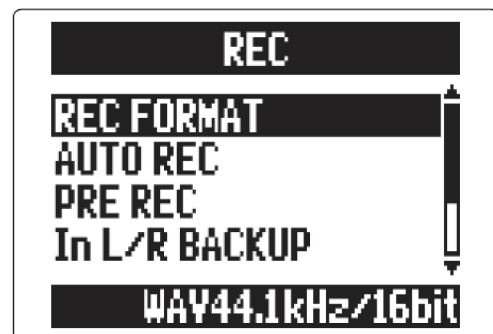 REC
REC FORMAT
AUTO REC
PRE REC
In L/R BACKUP
WAV44.1kHz/16bit